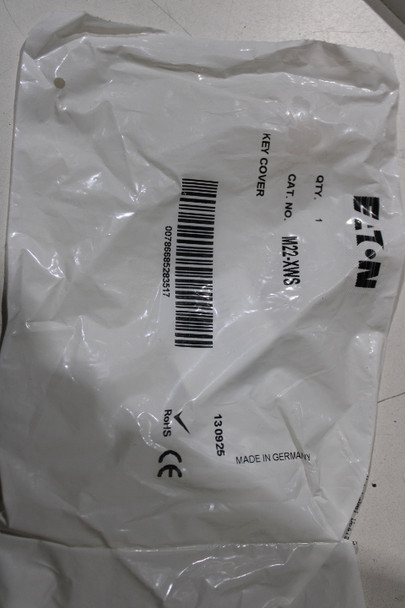 EATON
QTY. 1
CAT. NO. M22-XWS
KEY COVER
00786685283517
MADE IN GERMANY
130925
RoHS CE